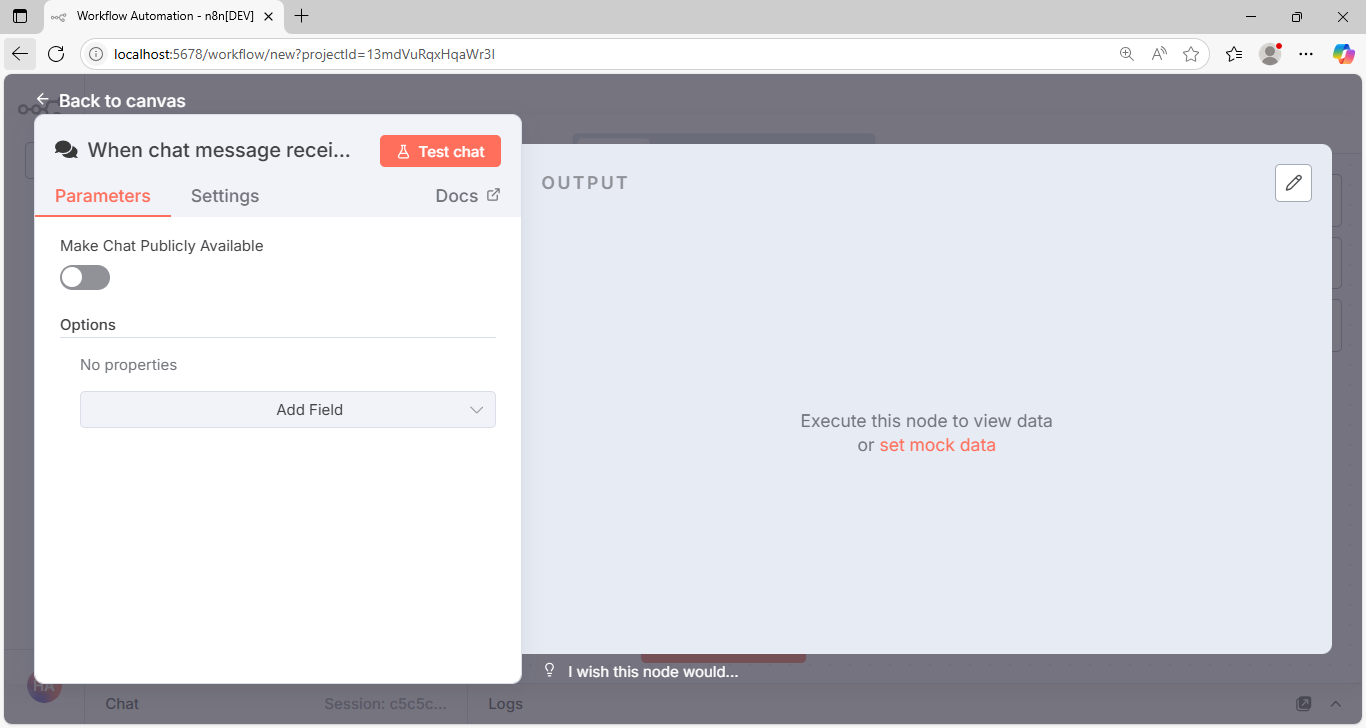 Workflow Automation - n8n[DEV]
localhost:5678/workflow/new?projectId=13mdVuRqxHqaWr3l
Back to canvas
When chat message recei...
Test chat
Parameters
Settings
Docs
Make Chat Publicly Available
Options
No properties
Add Field
OUTPUT
Execute this node to view data
or set mock data
I wish this node would...
HA
Chat
Session: c5c5c...
Logs